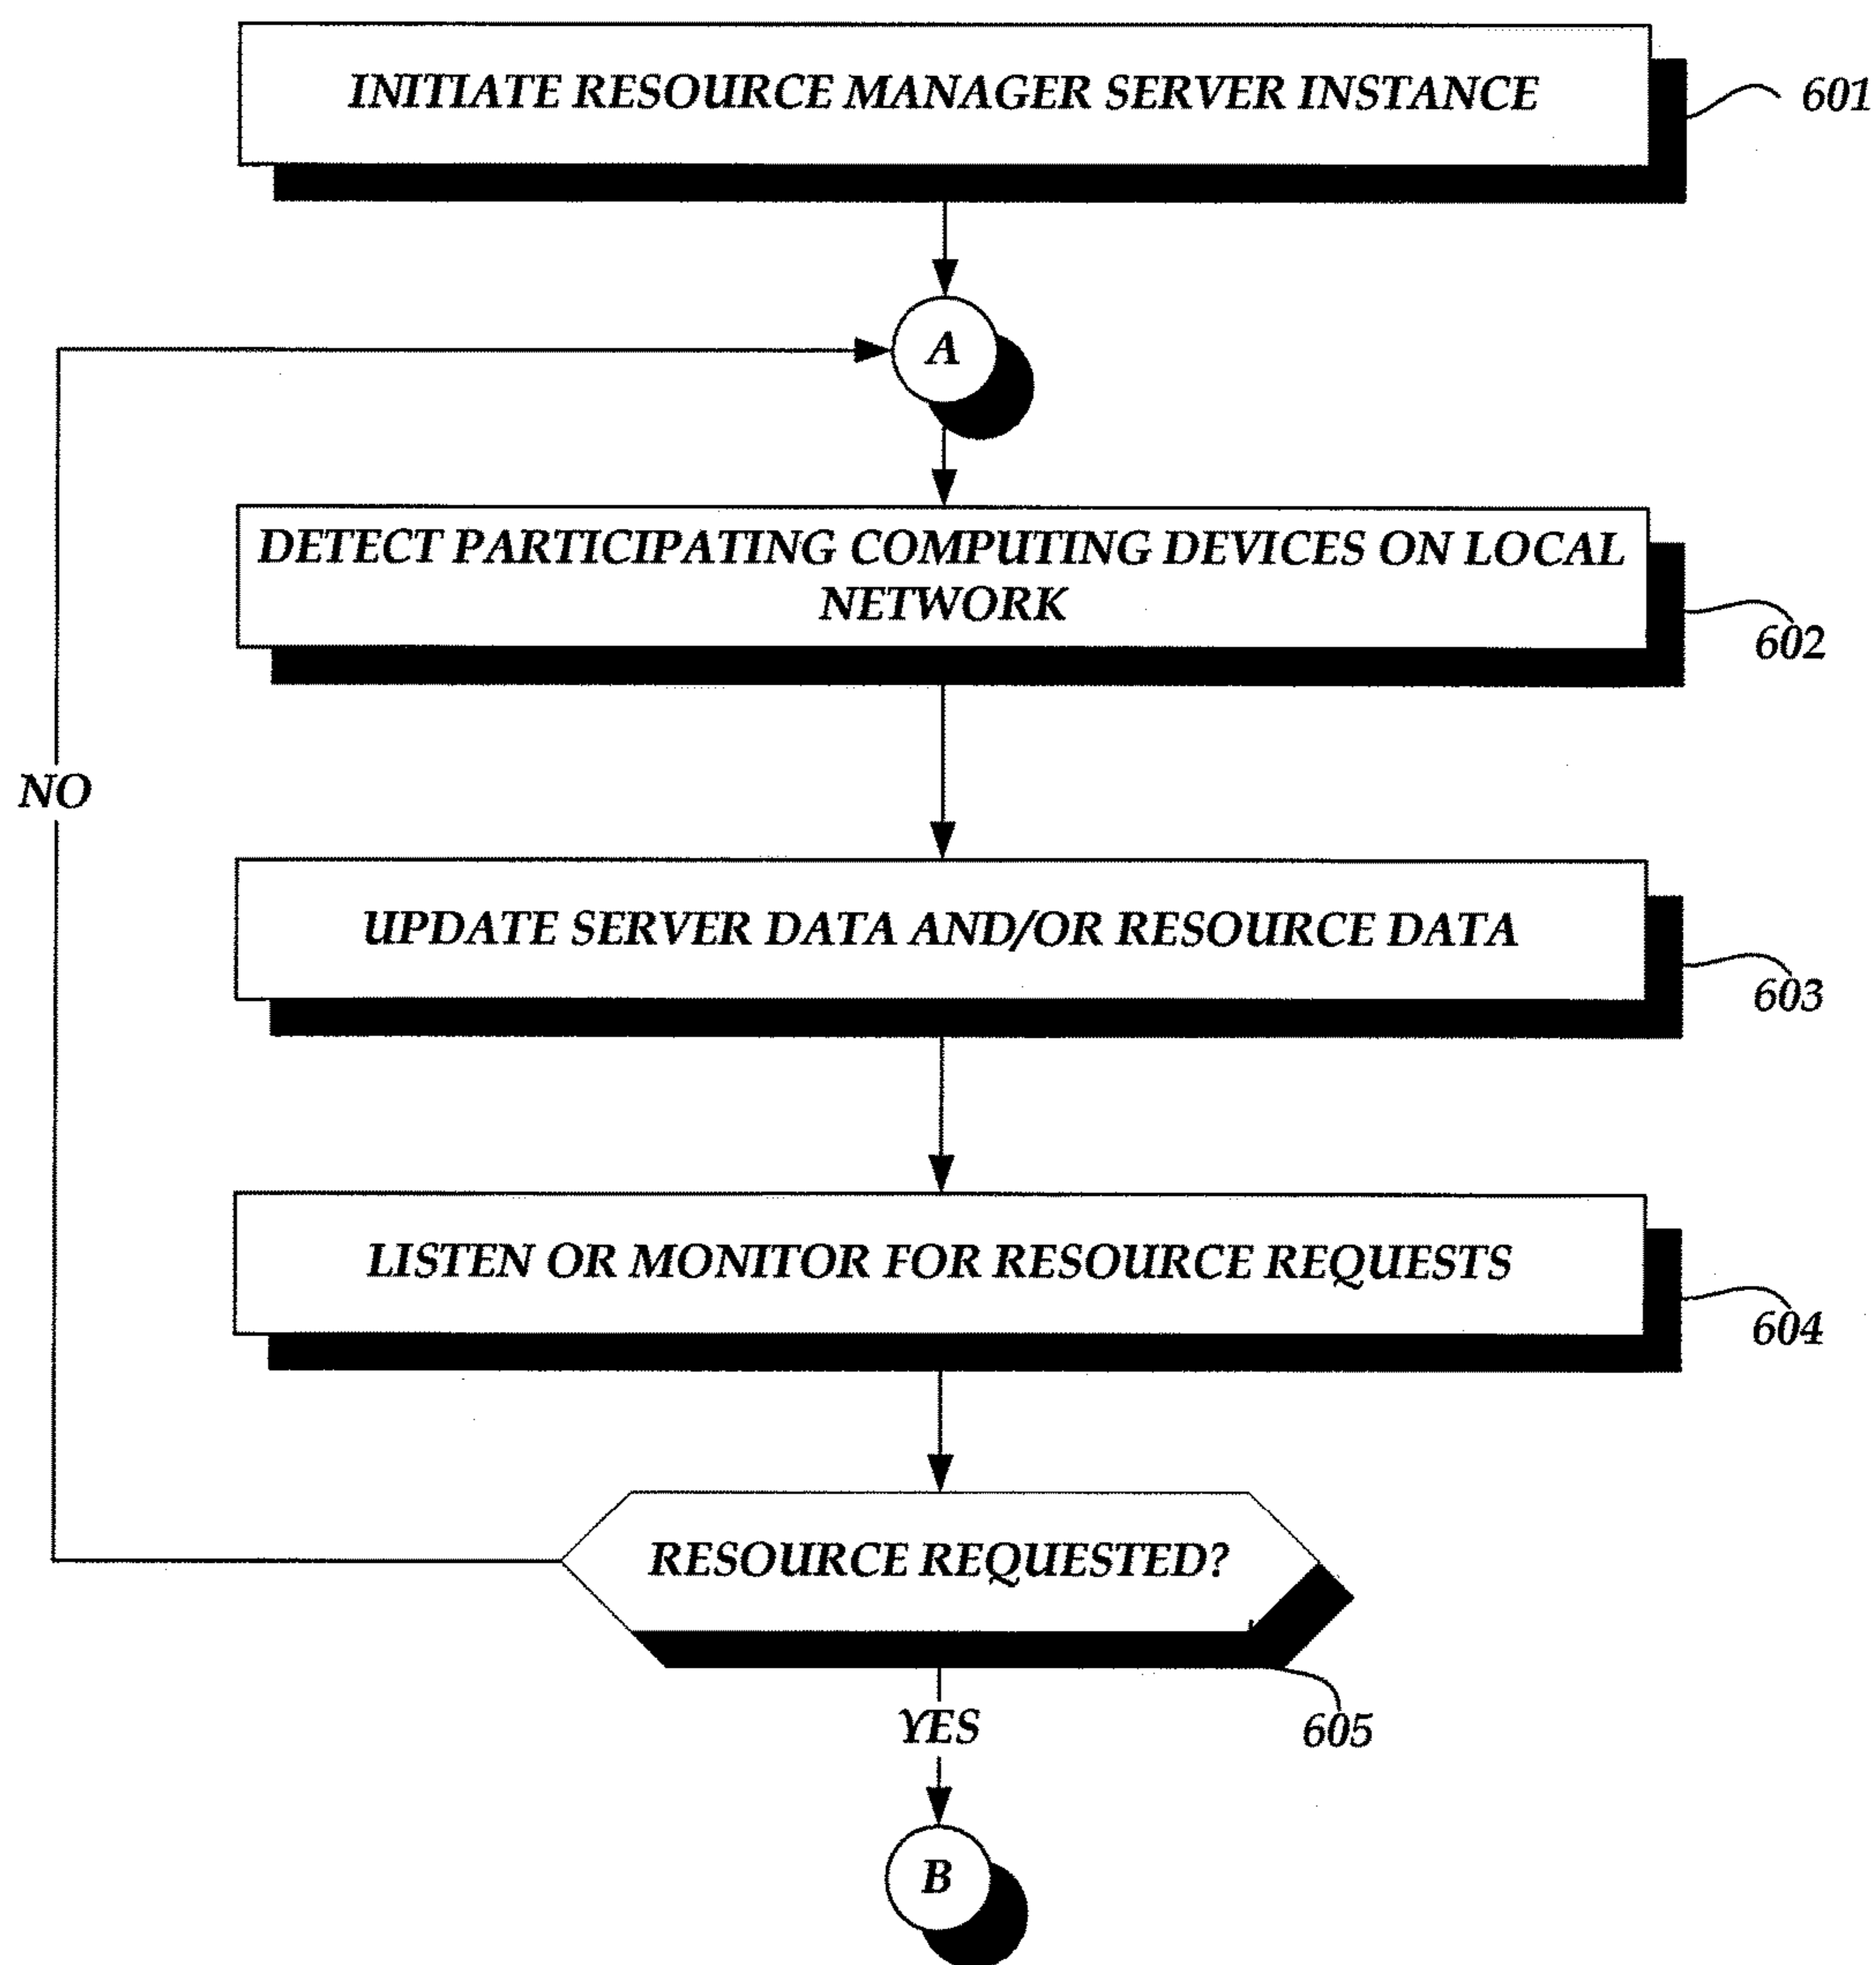 INITIATE RESOURCE MANAGER SERVER INSTANCE
601
A
DETECT PARTICIPATING COMPUTING DEVICES ON LOCAL
NETWORK
602
NO
UPDATE SERVER DATA AND/OR RESOURCE DATA
603
LISTEN OR MONITOR FOR RESOURCE REQUESTS
604
RESOURCE REQUESTED?
605
YES
B